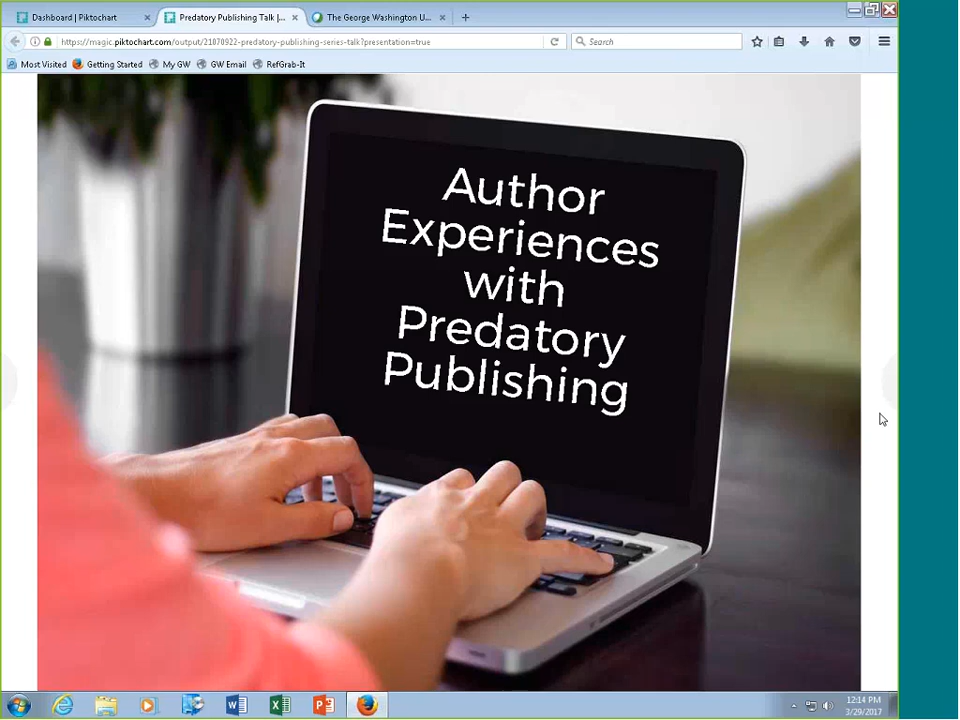 Dashboard | Piktochart
Predatory Publishing Talk |...
The George Washington U...
https://magic.piktochart.com/output/21070922-predatory-publishing-series-talk?presentation=true
Search
Most Visited
Getting Started
My GW
GW Email
RefGrab-It
Author
Experiences
with
Predatory
Publishing
12:14 PM
3/29/2017